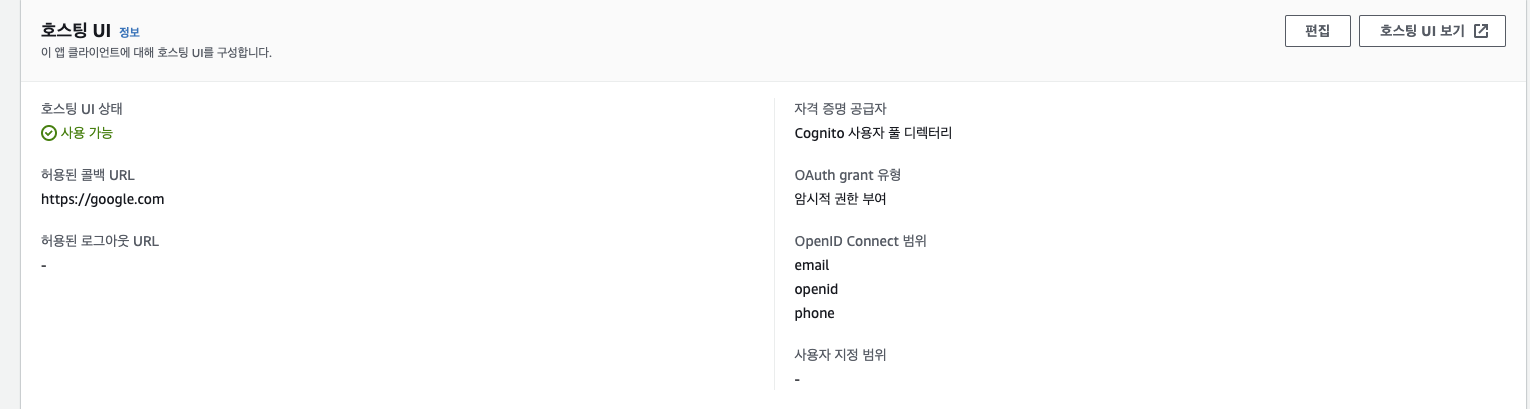 호스팅 UI 정보
이 앱 클라이언트에 대해 호스팅 UI를 구성합니다.
편집
호스팅 UI 보기
호스팅 UI 상태
사용 가능
허용된 콜백 URL
https://google.com
허용된 로그아웃 URL
-
자격 증명 공급자
Cognito 사용자 풀 디렉터리
OAuth grant 유형
암시적 권한 부여
OpenID Connect 범위
email
openid
phone
사용자 지정 범위
-